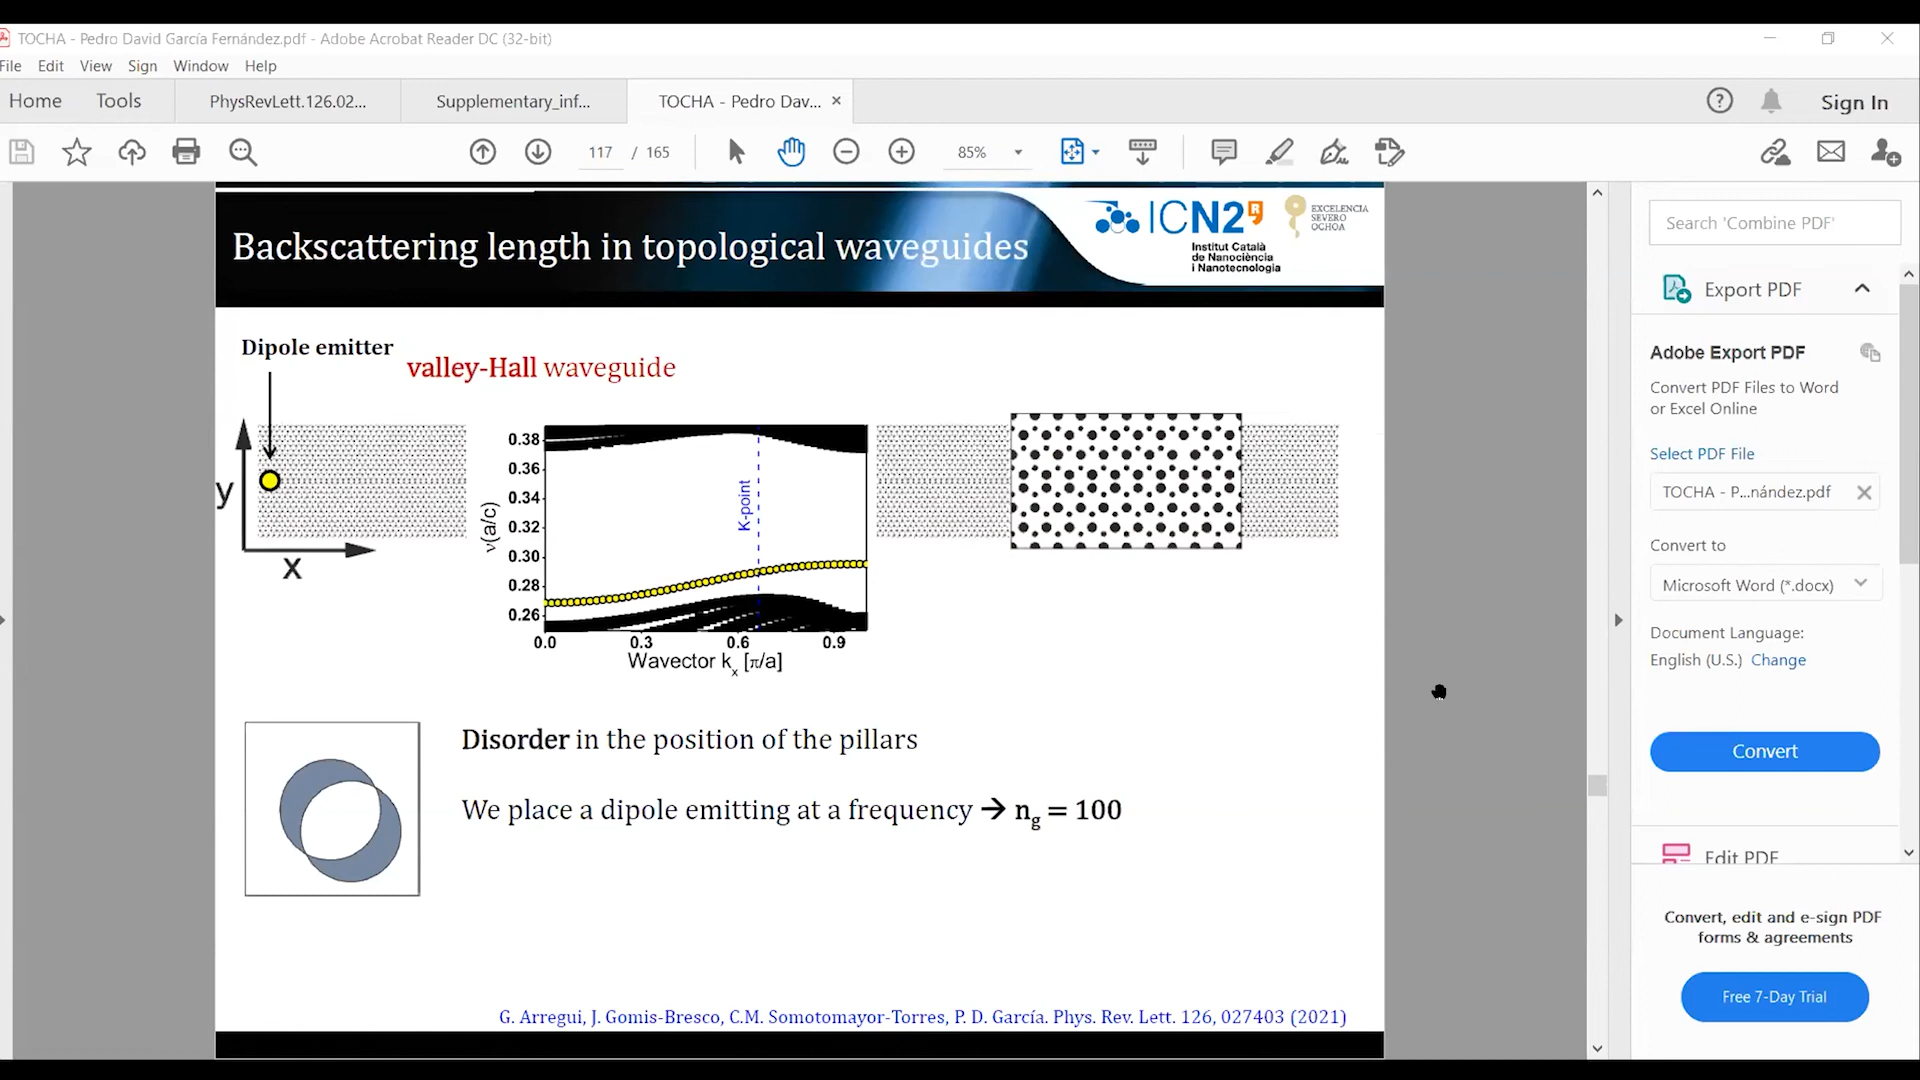 TOCHA - Pedro David García Fernández.pdf - Adobe Acrobat Reader DC (32-bit)
File Edit View Sign Window Help
Home Tools PhysRevLett.126.02... Supplementary_inf... TOCHA - Pedro Dav... Sign In
117 / 165 85%
Backscattering length in topological waveguides
ICN2
Institut Català
de Nanociència
i Nanotecnologia
EXCELENCIA
SEVERO
OCHOA
Dipole emitter
valley-Hall waveguide
y
x
ν(a/c)
0.38
0.36
0.34
0.32
0.30
0.28
0.26
K-point
0.0 0.3 0.6 0.9
Wavector kx [π/a]
Disorder in the position of the pillars
We place a dipole emitting at a frequency → ng = 100
G. Arregui, J. Gomis-Bresco, C.M. Somotomayor-Torres, P. D. García. Phys. Rev. Lett. 126, 027403 (2021)
Search 'Combine PDF'
Export PDF
Adobe Export PDF
Convert PDF Files to Word
or Excel Online
Select PDF File
TOCHA - P...nández.pdf
Convert to
Microsoft Word (*.docx)
Document Language:
English (U.S.) Change
Convert
Edit PDF
Convert, edit and e-sign PDF
forms & agreements
Free 7-Day Trial